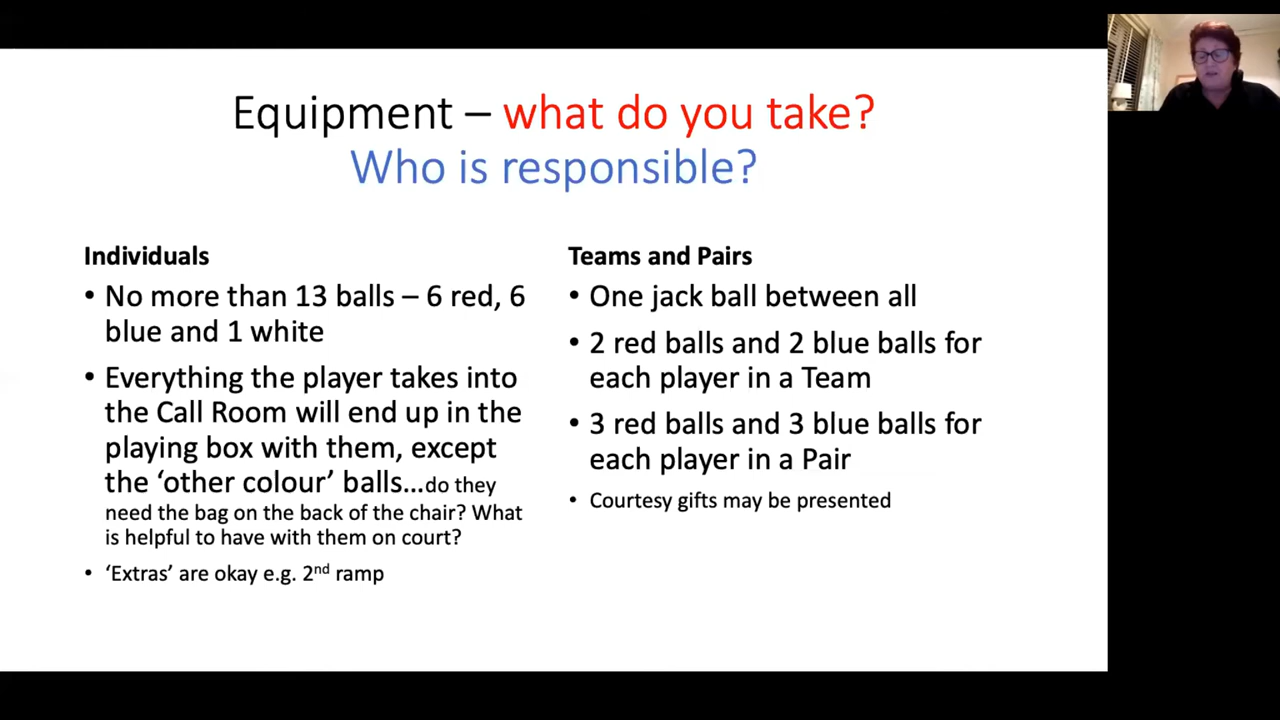 Equipment – what do you take?
Who is responsible?
Individuals
• No more than 13 balls – 6 red, 6
blue and 1 white
• Everything the player takes into
the Call Room will end up in the
playing box with them, except
the ‘other colour’ balls…do they
need the bag on the back of the chair? What
is helpful to have with them on court?
• ‘Extras’ are okay e.g. 2nd ramp
Teams and Pairs
• One jack ball between all
• 2 red balls and 2 blue balls for
each player in a Team
• 3 red balls and 3 blue balls for
each player in a Pair
• Courtesy gifts may be presented